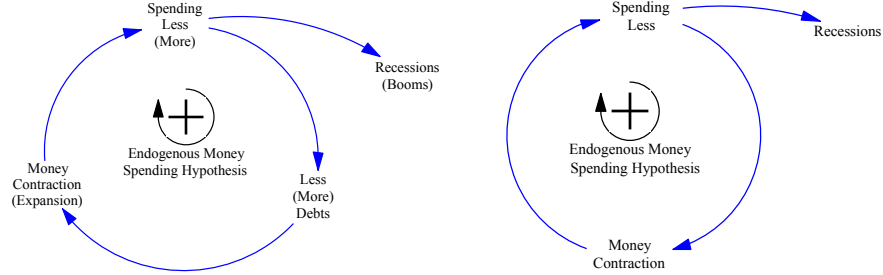 Spending
Less
(More)
Recessions
(Booms)
Endogenous Money
Spending Hypothesis
Money
Contraction
(Expansion)
Less
(More)
Debts
Spending
Less
Recessions
Endogenous Money
Spending Hypothesis
Money
Contraction